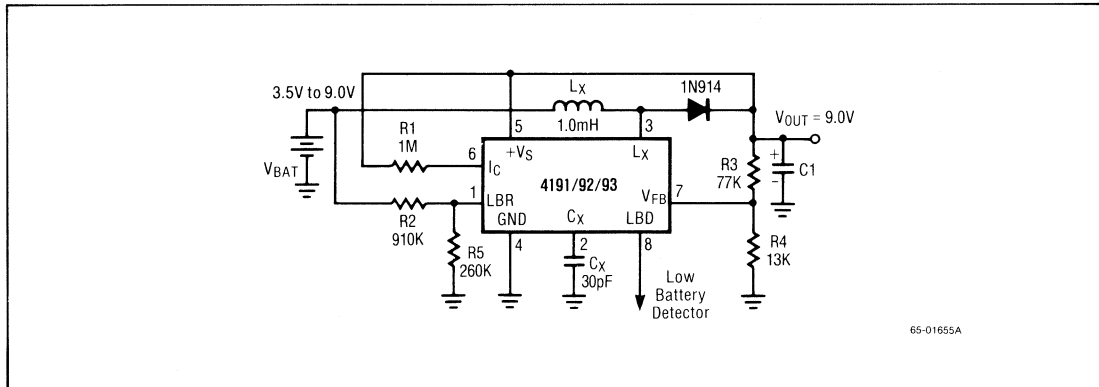 3.5V to 9.0V
LX
1N914
1.0mH
VOUT = 9.0V
5
3
R1
1M
6
+VS
LX
VBAT
IC
4191/92/93
R3
77K
+
C1
-
1
LBR
VFB
7
R2
910K
GND
CX
LBD
R5
260K
4
2
8
R4
13K
CX
30pF
Low
Battery
Detector
65-01655A